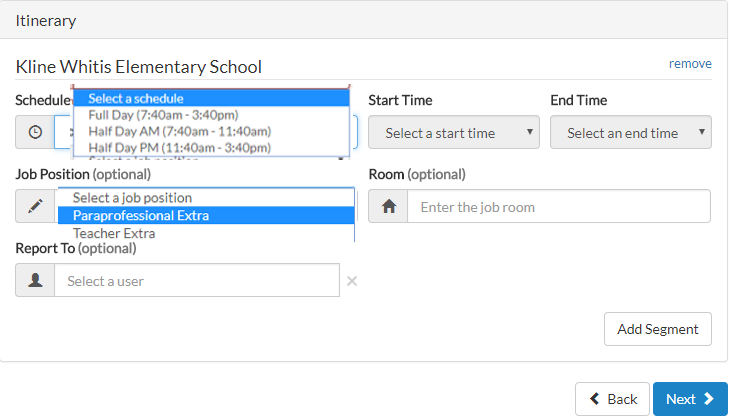 Itinerary
Kline Whitis Elementary School
remove
Schedule
Select a schedule
Full Day (7:40am - 3:40pm)
Half Day AM (7:40am - 11:40am)
Half Day PM (11:40am - 3:40pm)
Select a job position
Start Time
Select a start time
End Time
Select an end time
Job Position (optional)
Select a job position
Paraprofessional Extra
Teacher Extra
Room (optional)
Enter the job room
Report To (optional)
Select a user
Add Segment
Back
Next